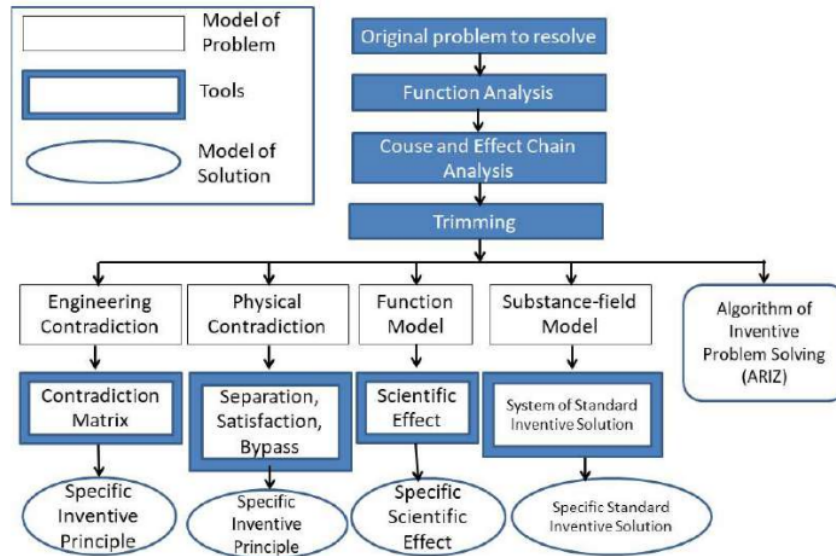 Model of
Problem
Tools
Model of
Solution
Original problem to resolve
Function Analysis
Couse and Effect Chain
Analysis
Trimming
Engineering
Contradiction
Physical
Contradiction
Function
Model
Substance-field
Model
Algorithm of
Inventive
Problem Solving
(ARIZ)
Contradiction
Matrix
Separation,
Satisfaction,
Bypass
Scientific
Effect
System of Standard
Inventive Solution
Specific
Inventive
Principle
Specific
Inventive
Principle
Specific
Scientific
Effect
Specific Standard
Inventive Solution